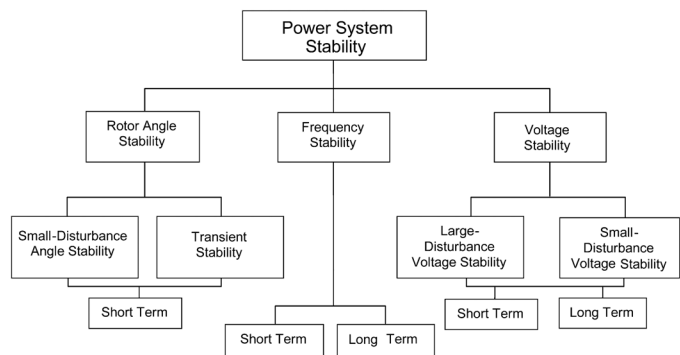 Power System
Stability
Rotor Angle
Stability
Frequency
Stability
Voltage
Stability
Small-Disturbance
Angle Stability
Transient
Stability
Large-
Disturbance
Voltage Stability
Small-
Disturbance
Voltage Stability
Short Term
Short Term
Long Term
Short Term
Long Term